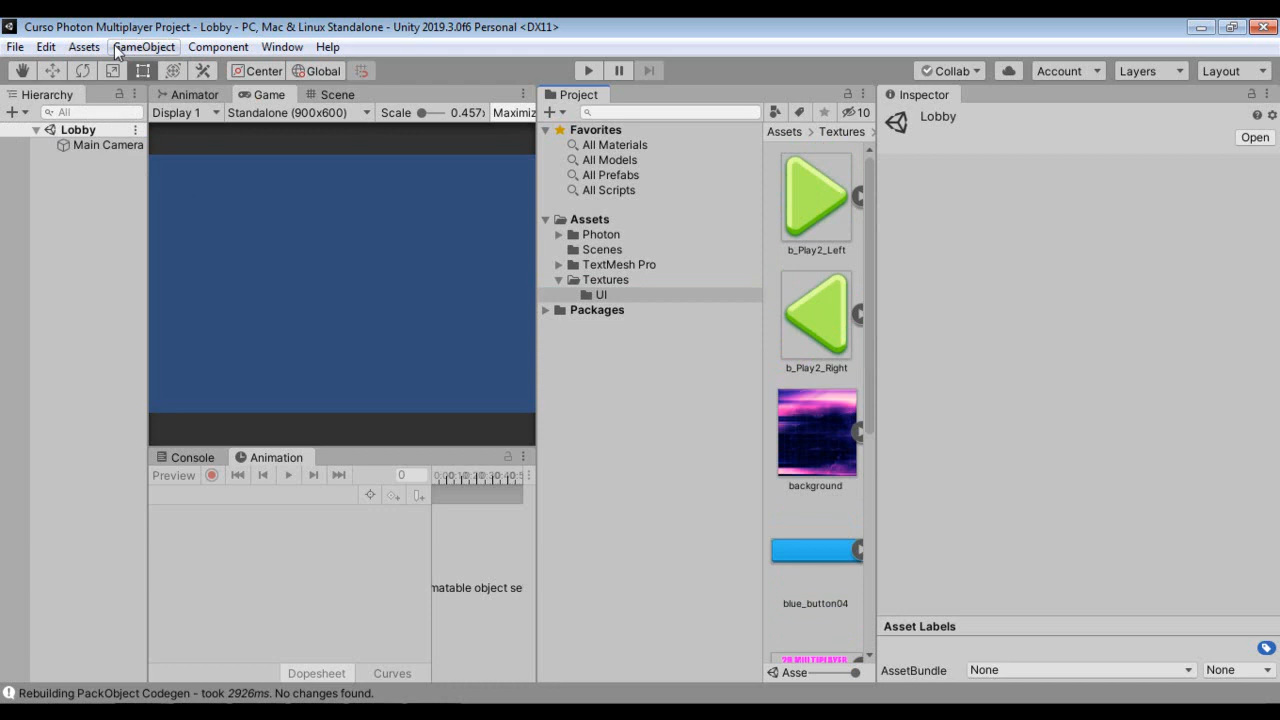 Curso Photon Multiplayer Project - Lobby - PC, Mac & Linux Standalone - Unity 2019.3.0f6 Personal <DX11>
File Edit Assets GameObject Component Window Help
Center Global Collab Account Layers Layout
Hierarchy
All
Lobby
Main Camera
Animator Game Scene
Display 1 Standalone (900x600) Scale 0.457x Maximiz
Console Animation
Preview 0
matable object se
Dopesheet Curves
Project
10
Favorites
All Materials
All Models
All Prefabs
All Scripts
Assets
Photon
Scenes
TextMesh Pro
Textures
UI
Packages
Assets > Textures >
b_Play2_Left
b_Play2_Right
background
blue_button04
2D MULTIPLAYER
Asse
Inspector
Lobby
Open
Asset Labels
AssetBundle None None
Rebuilding PackObject Codegen - took 2926ms. No changes found.